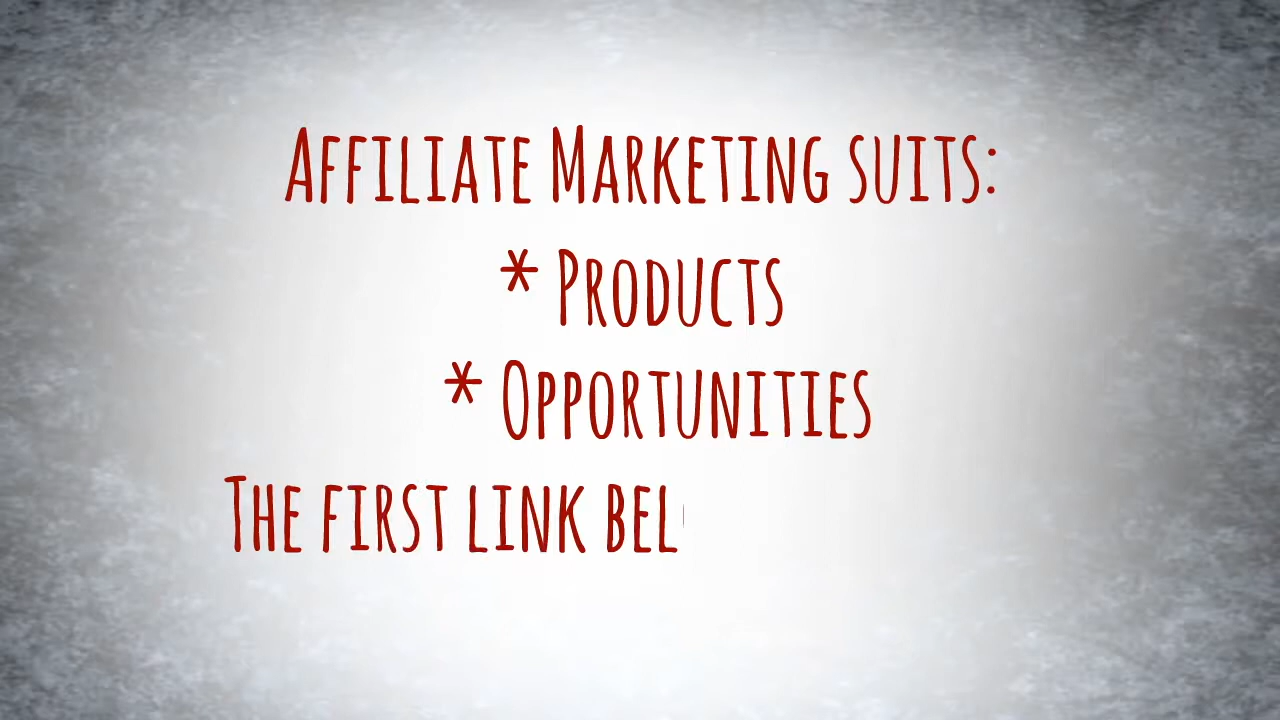 Affiliate Marketing suits:
* Products
* Opportunities
The first link bel